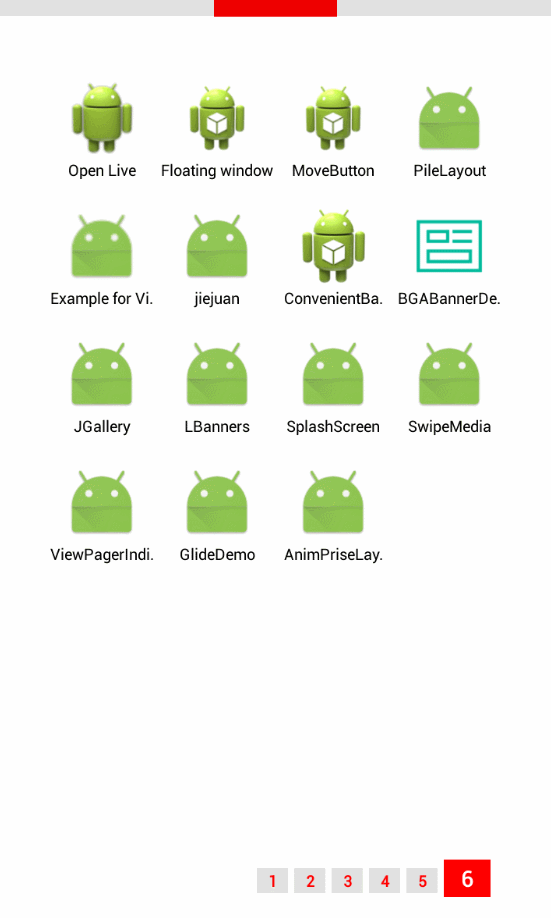 Open Live
Floating window
MoveButton
PileLayout
Example for Vi.
jiejuan
ConvenientBa.
BGABannerDe.
JGallery
LBanners
SplashScreen
SwipeMedia
ViewPagerIndi.
GlideDemo
AnimPriseLay.
1 2 3 4 5 6